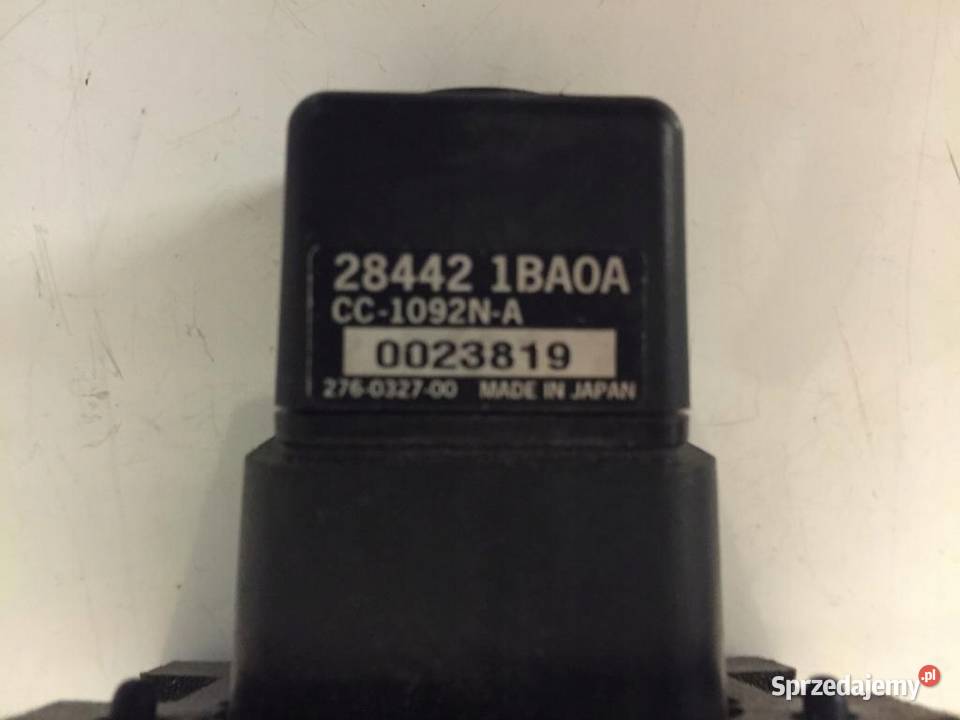 28442 1BA0A
CC-1092N-A
0023819
276-0327-00 MADE IN JAPAN
Sprzedajemy.pl